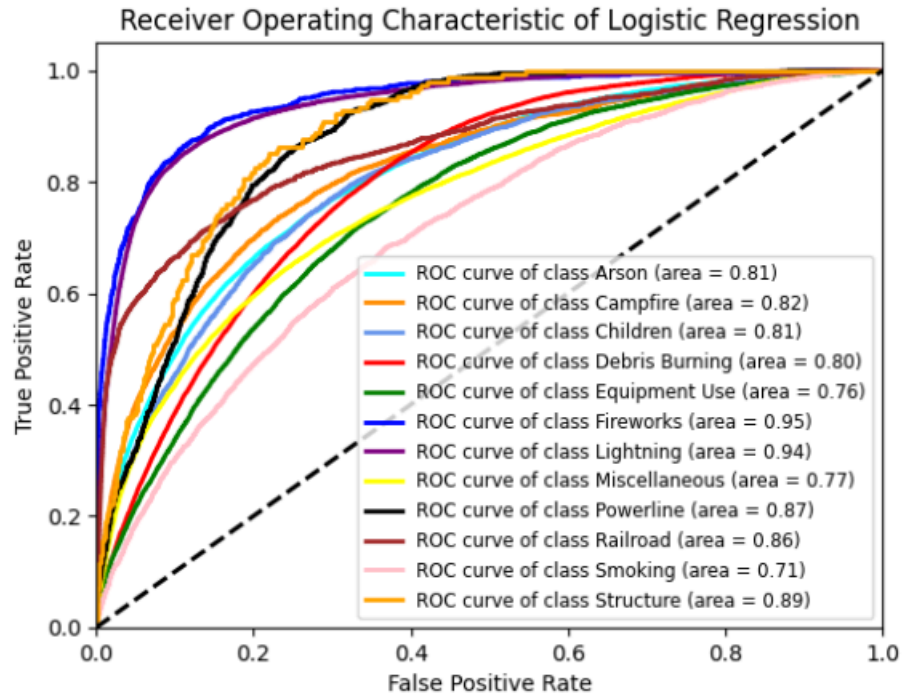 Receiver Operating Characteristic of Logistic Regression
True Positive Rate
1.0
0.8
0.6
0.4
0.2
0.0
ROC curve of class Arson (area = 0.81)
ROC curve of class Campfire (area = 0.82)
ROC curve of class Children (area = 0.81)
ROC curve of class Debris Burning (area = 0.80)
ROC curve of class Equipment Use (area = 0.76)
ROC curve of class Fireworks (area = 0.95)
ROC curve of class Lightning (area = 0.94)
ROC curve of class Miscellaneous (area = 0.77)
ROC curve of class Powerline (area = 0.87)
ROC curve of class Railroad (area = 0.86)
ROC curve of class Smoking (area = 0.71)
ROC curve of class Structure (area = 0.89)
0.0 0.2 0.4 0.6 0.8 1.0
False Positive Rate